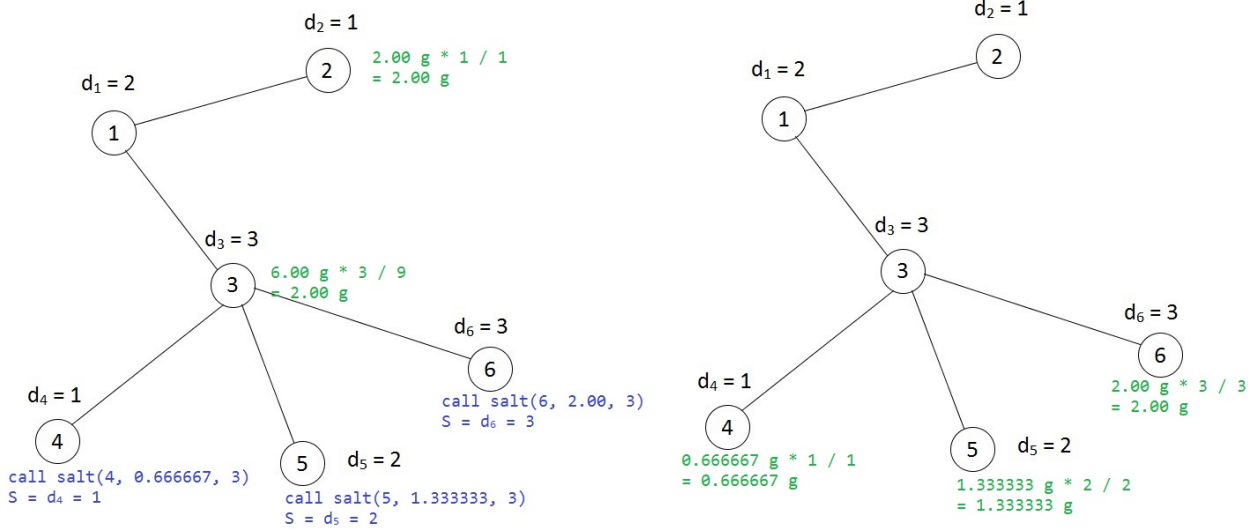 d₂ = 1
2.00 g * 1 / 1
= 2.00 g
2
d₁ = 2
1
d₃ = 3
6.00 g * 3 / 9
= 2.00 g
3
d₆ = 3
6
call salt(6, 2.00, 3)
S = d₆ = 3
d₄ = 1
4
call salt(4, 0.666667, 3)
S = d₄ = 1
5
d₅ = 2
call salt(5, 1.333333, 3)
S = d₅ = 2
d₂ = 1
2
d₁ = 2
1
d₃ = 3
3
d₆ = 3
6
2.00 g * 3 / 3
= 2.00 g
d₄ = 1
4
0.666667 g * 1 / 1
= 0.666667 g
5
d₅ = 2
1.333333 g * 2 / 2
= 1.333333 g